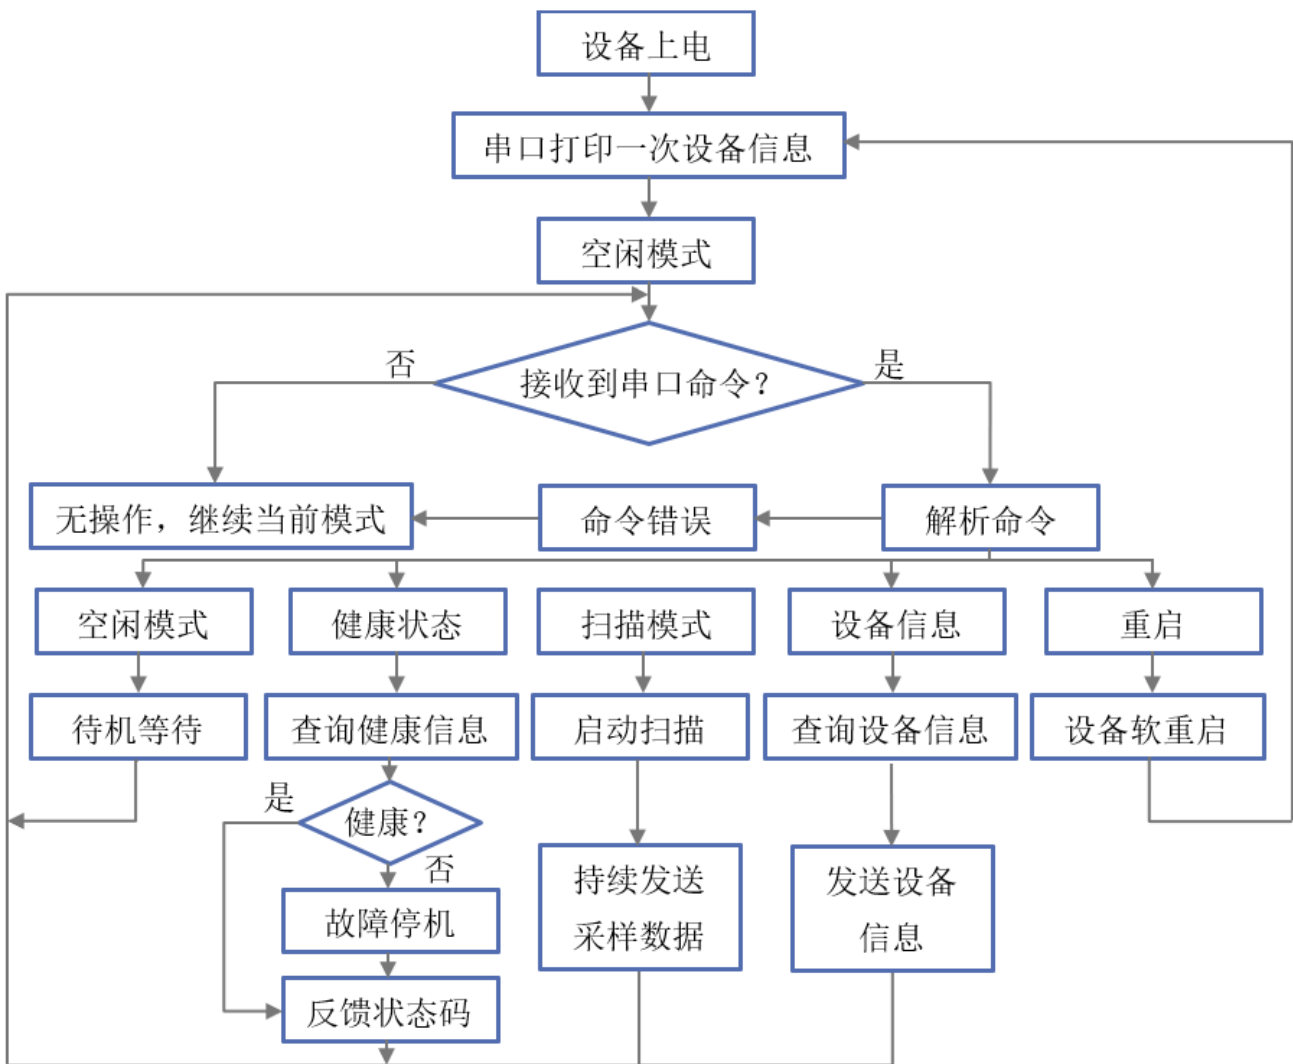 设备上电
串口打印一次设备信息
空闲模式
否
是
接收到串口命令？
无操作，继续当前模式
命令错误
解析命令
空闲模式
健康状态
扫描模式
设备信息
重启
待机等待
查询健康信息
启动扫描
查询设备信息
设备软重启
是
健康？
否
持续发送
采样数据
发送设备
信息
故障停机
反馈状态码